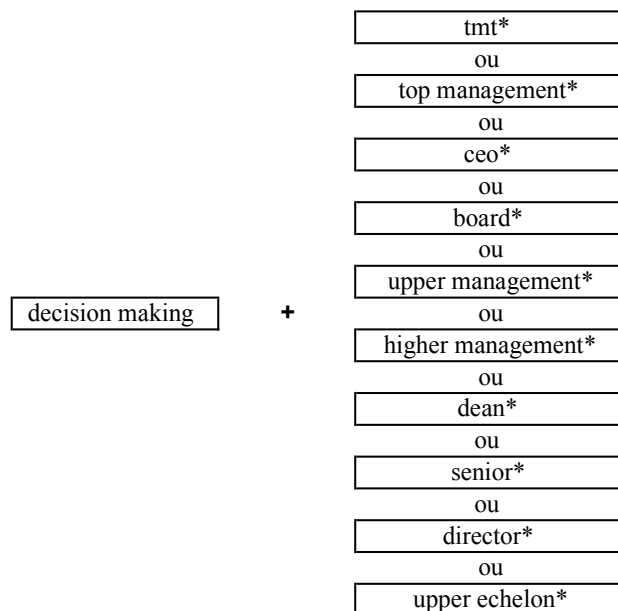 tmt*
ou
top management*
ou
ceo*
ou
board*
ou
upper management*
ou
decision making + higher management*
ou
dean*
ou
senior*
ou
director*
ou
upper echelon*